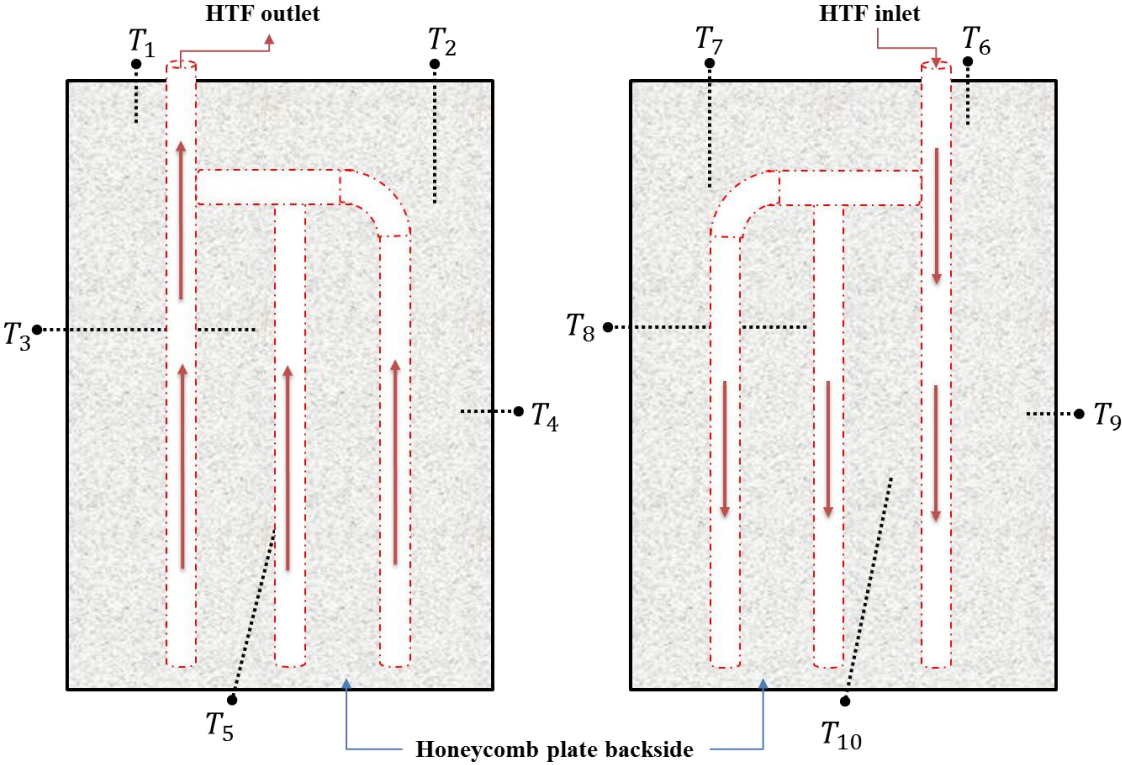 HTF outlet
HTF inlet
T1
T2
T7
T6
T3
T8
T4
T9
T5
T10
Honeycomb plate backside